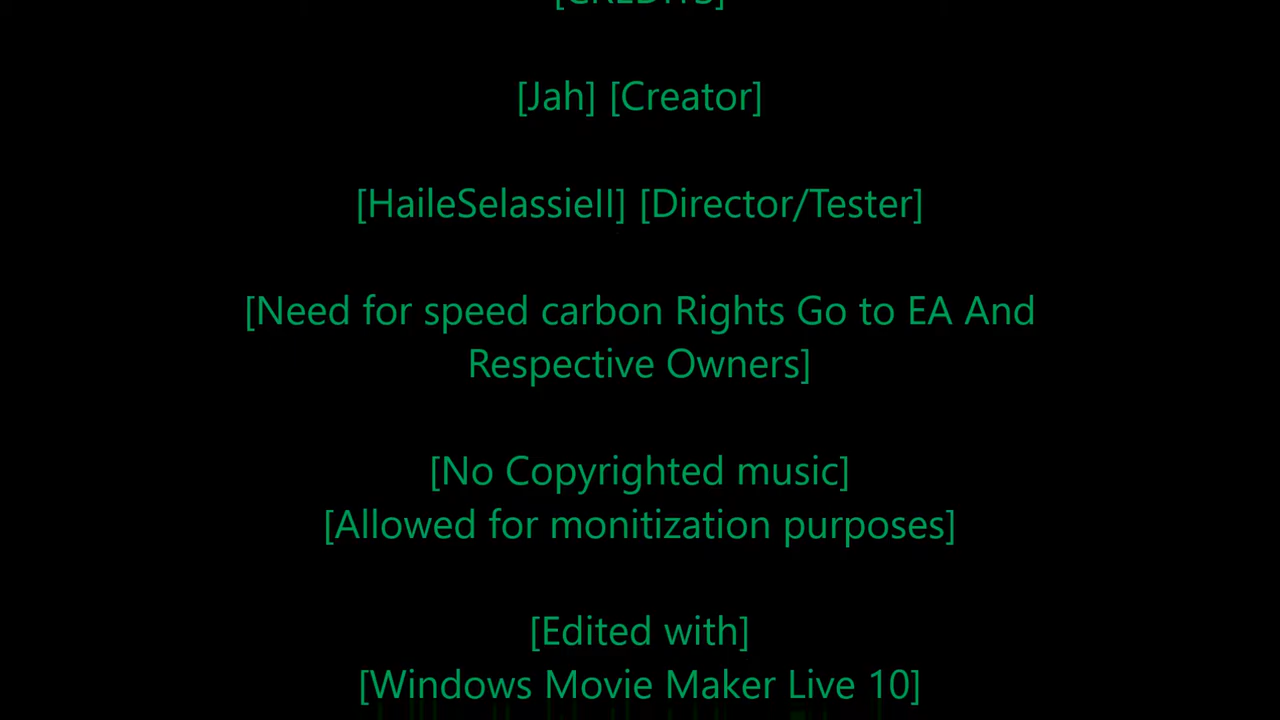 [CREDITS]
[Jah] [Creator]
[HaileSelassieII] [Director/Tester]
[Need for speed carbon Rights Go to EA And
Respective Owners]
[No Copyrighted music]
[Allowed for monitization purposes]
[Edited with]
[Windows Movie Maker Live 10]